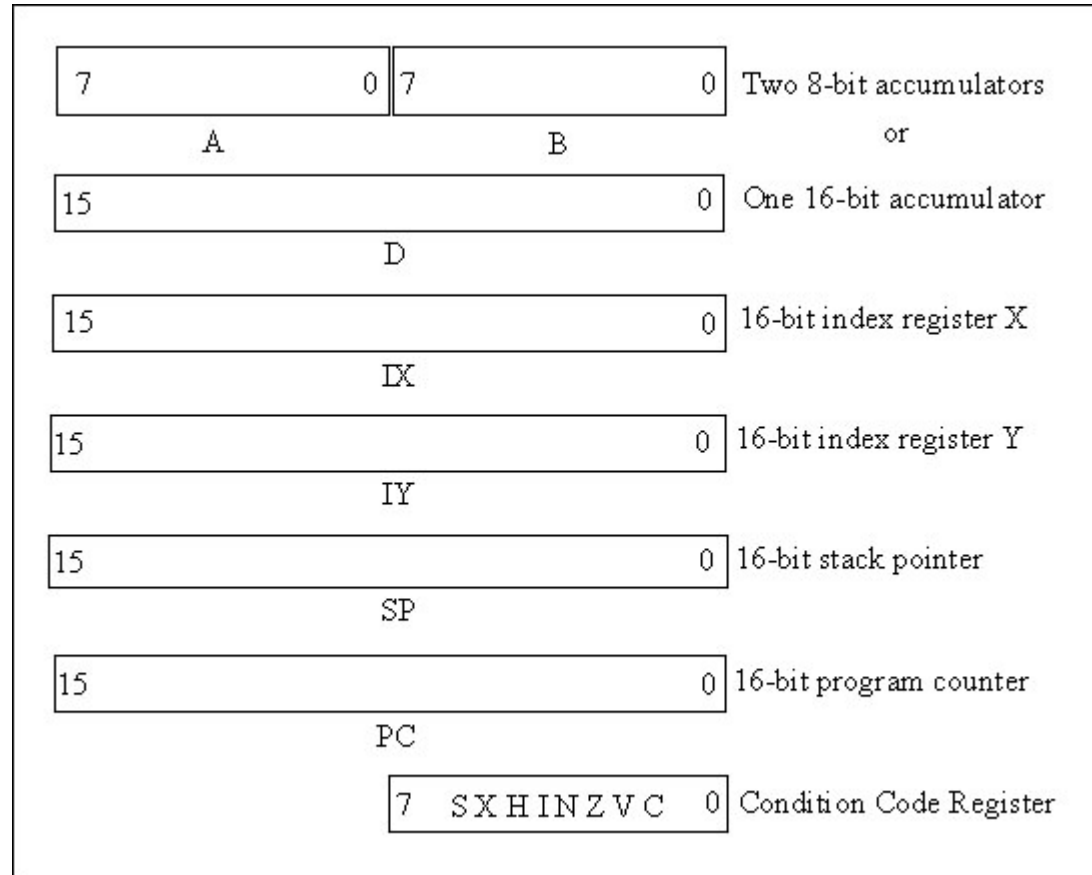 7 0 7 0 Two 8-bit accumulators
A B or
15 0 One 16-bit accumulator
D
15 0 16-bit index register X
IX
15 0 16-bit index register Y
IY
15 0 16-bit stack pointer
SP
15 0 16-bit program counter
PC
7 S X H I N Z V C 0 Condition Code Register